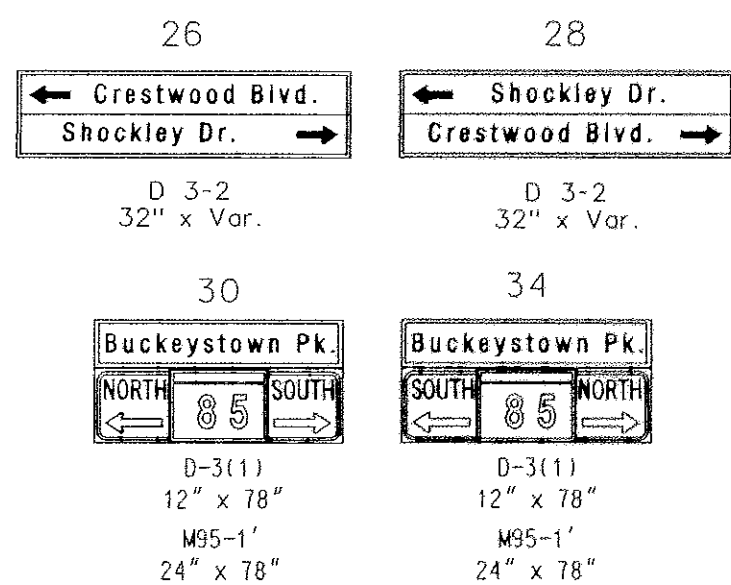 26
Crestwood Blvd.
Shockley Dr.
D 3-2
32" x Var.
28
Shockley Dr.
Crestwood Blvd.
D 3-2
32" x Var.
30
Buckeystown Pk.
NORTH 85 SOUTH
D-3(1)
12" x 78"
M95-1'
24" x 78"
34
Buckeystown Pk.
SOUTH 85 NORTH
D-3(1)
12" x 78"
M95-1'
24" x 78"